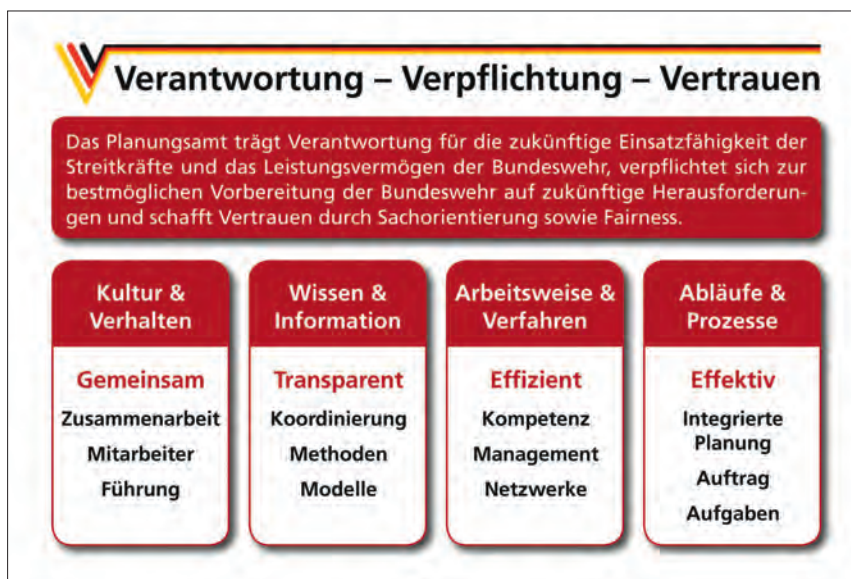 Verantwortung – Verpflichtung – Vertrauen
Das Planungsamt trägt Verantwortung für die zukünftige Einsatzfähigkeit der
Streitkräfte und das Leistungsvermögen der Bundeswehr, verpflichtet sich zur
bestmöglichen Vorbereitung der Bundeswehr auf zukünftige Herausforderun-
gen und schafft Vertrauen durch Sachorientierung sowie Fairness.
Kultur &
Verhalten
Gemeinsam
Zusammenarbeit
Mitarbeiter
Führung
Wissen &
Information
Transparent
Koordinierung
Methoden
Modelle
Arbeitsweise &
Verfahren
Effizient
Kompetenz
Management
Netzwerke
Abläufe &
Prozesse
Effektiv
Integrierte
Planung
Auftrag
Aufgaben